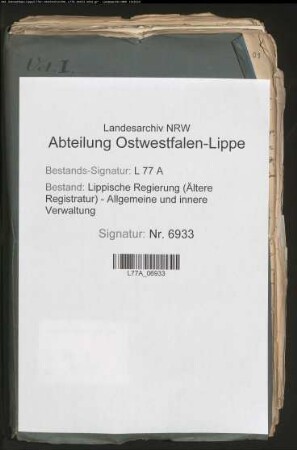 Vol. I.
Landesarchiv NRW
Abteilung Ostwestfalen-Lippe
Bestands-Signatur: L 77 A
Bestand: Lippische Regierung (Ältere
Registratur) - Allgemeine und innere
Verwaltung
Signatur: Nr. 6933
L77A_06933